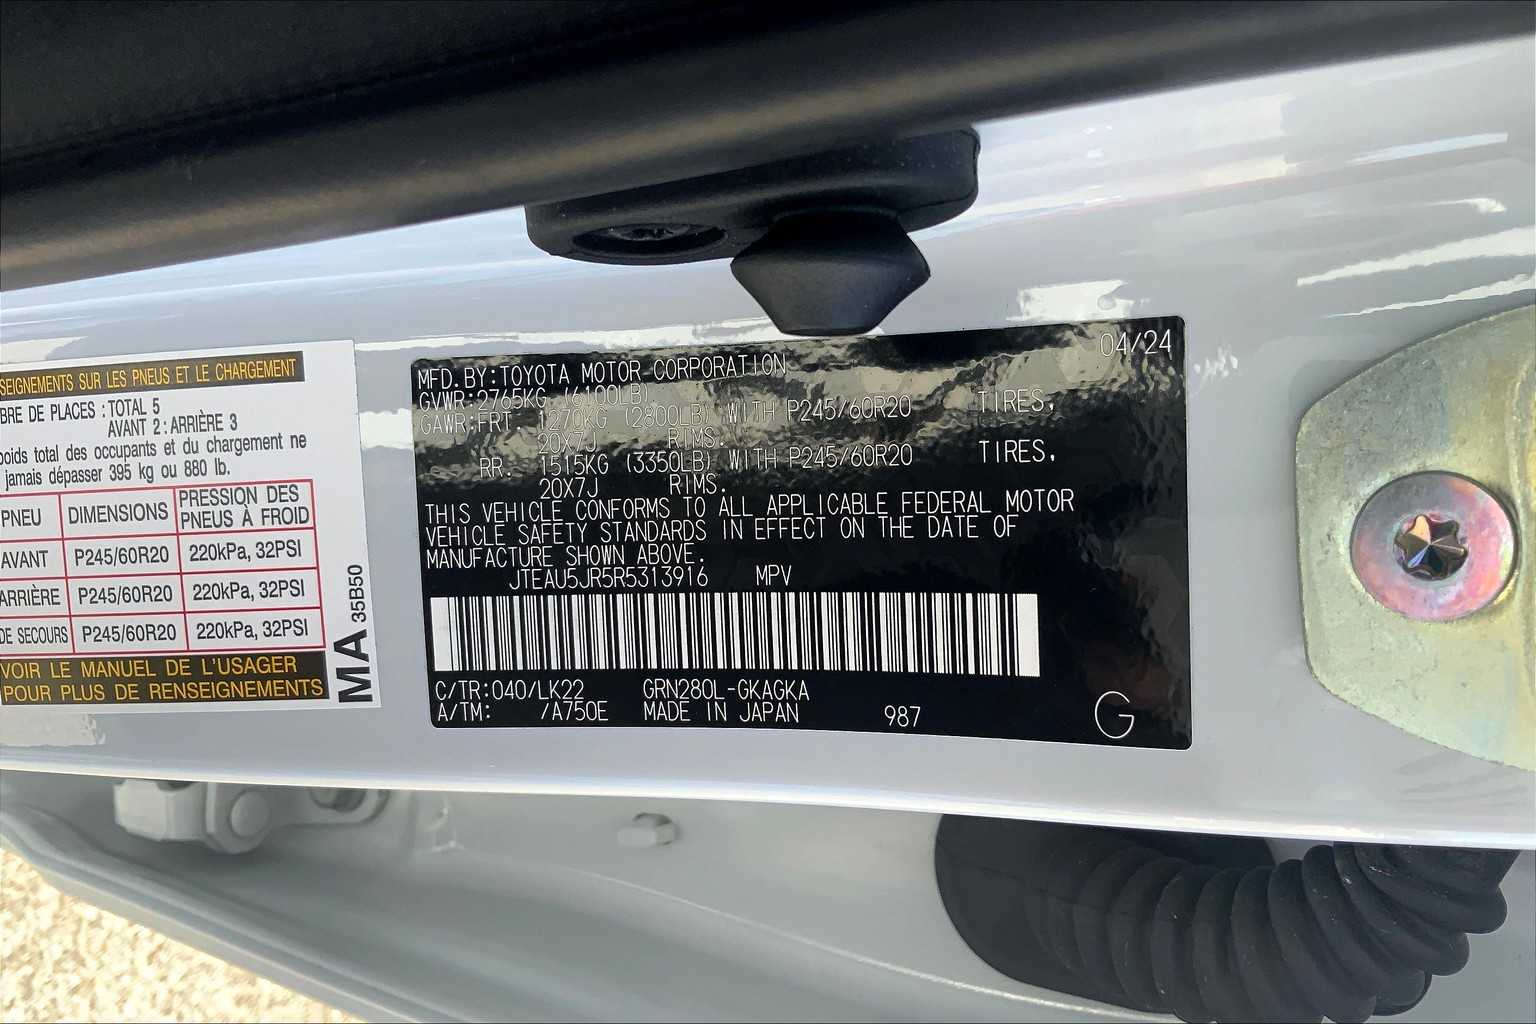 SEIGNEMENTS SUR LES PNEUS ET LE CHARGEMENT
BRE DE PLACES : TOTAL 5
AVANT 2 : ARRIÈRE 3
poids total des occupants et du chargement ne
jamais dépasser 395 kg ou 880 lb.
PNEU DIMENSIONS PRESSION DES PNEUS À FROID
AVANT P245/60R20 220kPa, 32PSI
ARRIÈRE P245/60R20 220kPa, 32PSI
DE SECOURS P245/60R20 220kPa, 32PSI
VOIR LE MANUEL DE L'USAGER
POUR PLUS DE RENSEIGNEMENTS
MA 35B50
04/24
MFD.BY:TOYOTA MOTOR CORPORATION
GVWR:2765KG (6100LB)
GAWR:FRT. 1270KG (2800LB) WITH P245/60R20 TIRES,
20X7J RIMS.
RR. 1515KG (3350LB) WITH P245/60R20 TIRES,
20X7J RIMS.
THIS VEHICLE CONFORMS TO ALL APPLICABLE FEDERAL MOTOR
VEHICLE SAFETY STANDARDS IN EFFECT ON THE DATE OF
MANUFACTURE SHOWN ABOVE.
JTEAU5JR5R5313916 MPV
C/TR:040/LK22 GRN280L-GKAGKA
A/TM: /A750E MADE IN JAPAN 987
G